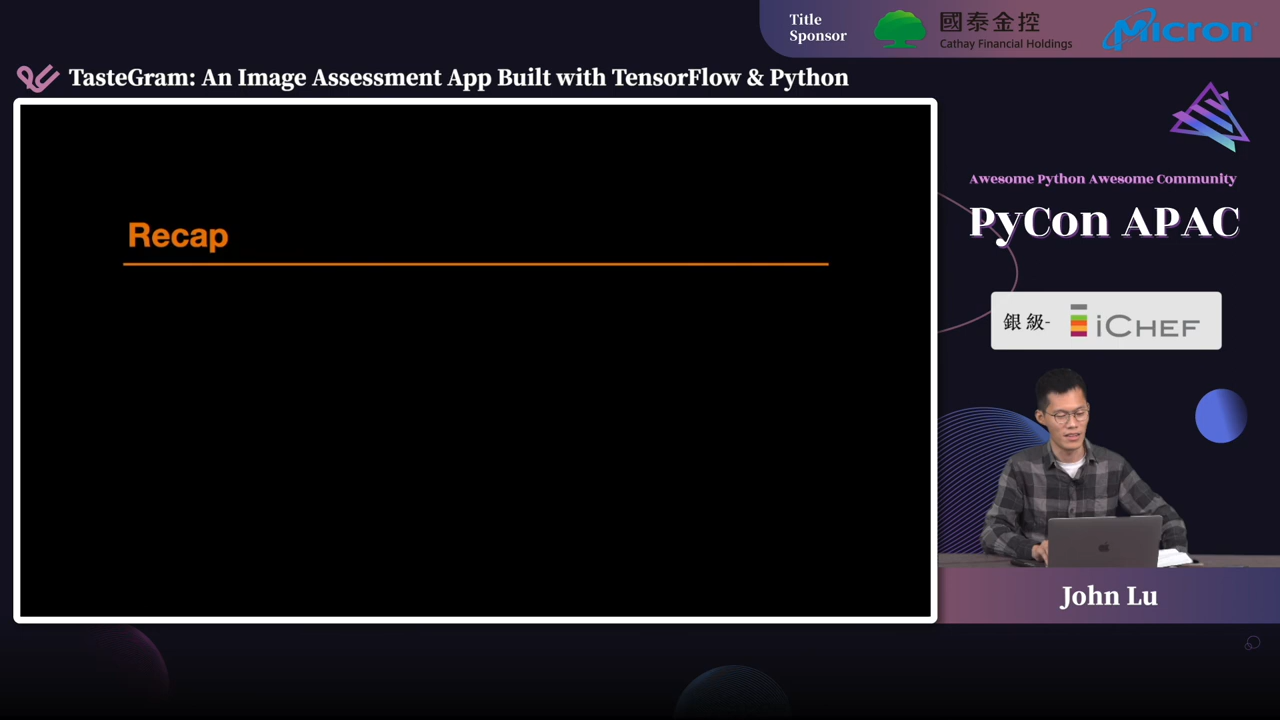 Title
Sponsor
國泰金控
Cathay Financial Holdings
Micron
TasteGram: An Image Assessment App Built with TensorFlow & Python
Recap
Awesome Python Awesome Community
PyCon APAC
銀級- iCHEF
John Lu